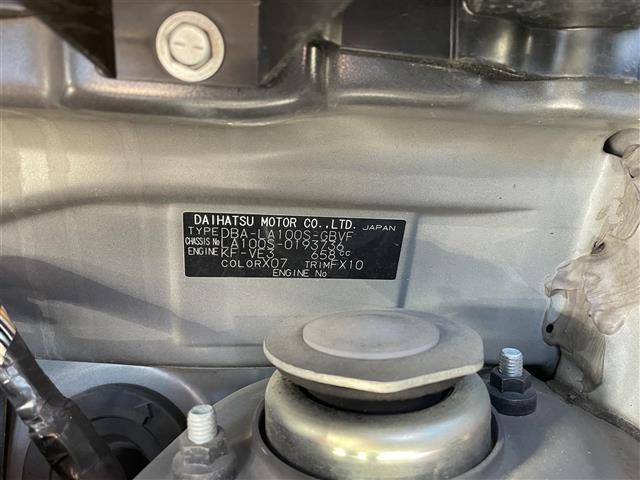 DAIHATSU MOTOR CO.,LTD. JAPAN
TYPE DBA-LA100S-GBVF
CHASSIS No LA100S-0193736
ENGINE KF-VE3 658cc
COLOR X07 TRIM FX10
ENGINE No